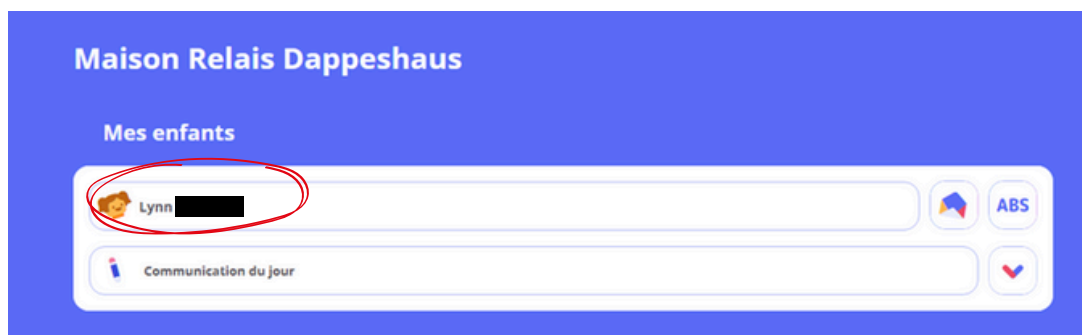 Maison Relais Dappeshaus
Mes enfants
Lynn
ABS
Communication du jour